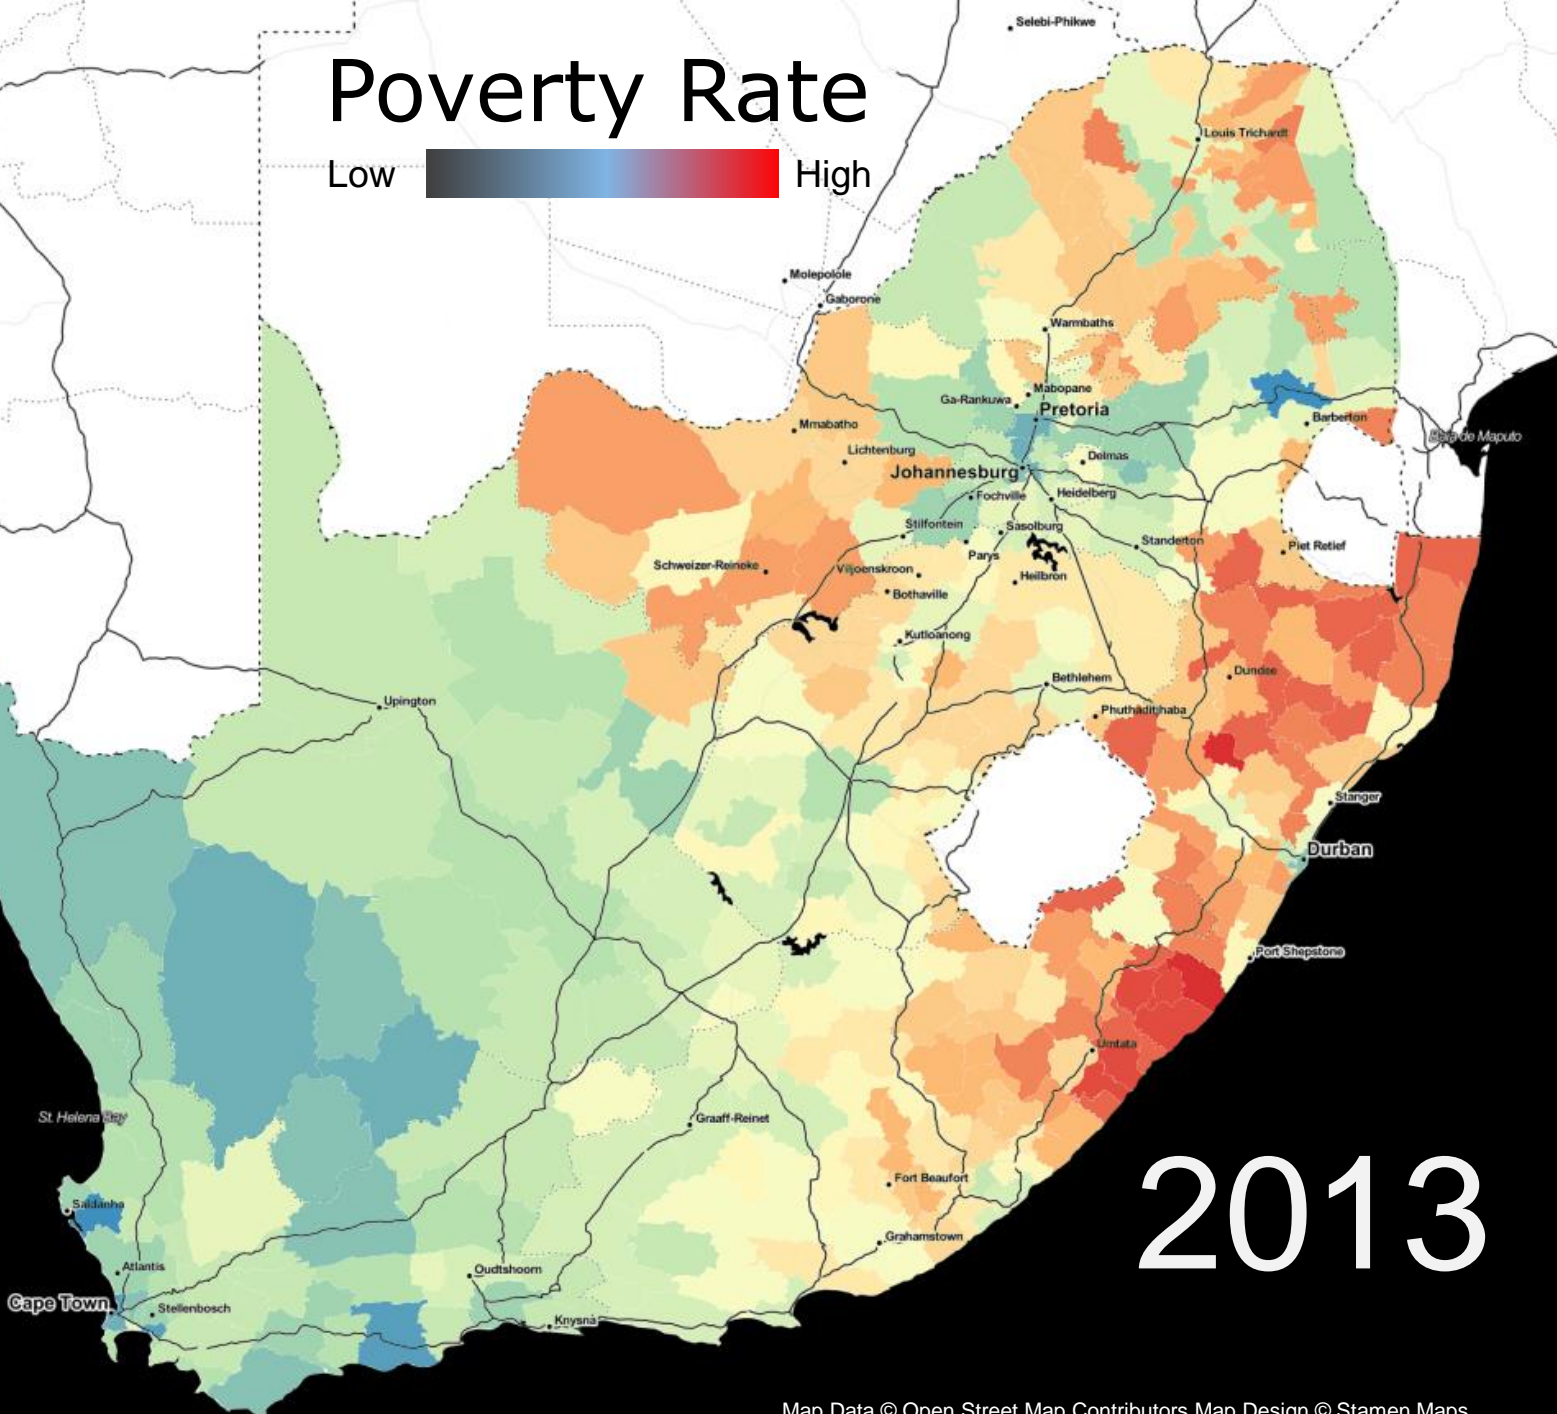 Selebi-Phikwe
Poverty Rate
Low
High
Louis Trichardt
Molepolole
Gaborone
Warmbaths
Mabopane
Ga-Rankuwa
Pretoria
Barberton
Baía de Maputo
Mmabatho
Lichtenburg
Delmas
Johannesburg
Fochville
Heidelberg
Stilfontein
Sasolburg
Standerton
Piet Retief
Parys
Schweizer-Reineke
Viljoenskroon
Heilbron
Bothaville
Kutloanong
Dundee
Bethlehem
Upington
Phuthaditjhaba
Stanger
Durban
Port Shepstone
Umtata
St. Helena Bay
Graaff-Reinet
2013
Fort Beaufort
Saldanha
Grahamstown
Atlantis
Oudtshoorn
Cape Town
Stellenbosch
Knysna
Map Data © Open Street Map Contributors Map Design © Stamen Maps